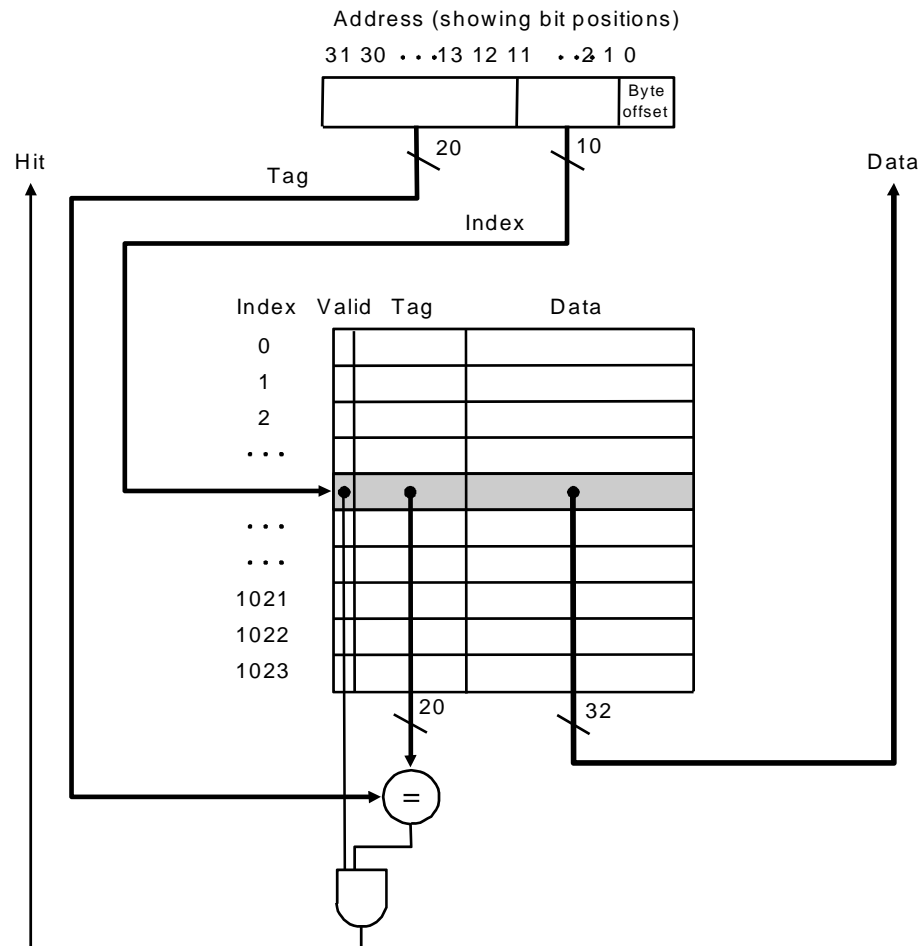 Address (showing bit positions)
31 30 ···13 12 11 ···2 1 0
Byte
offset
20
10
Hit
Data
Tag
Index
Index Valid Tag Data
0
1
2
···
···
···
1021
1022
1023
20
32
=